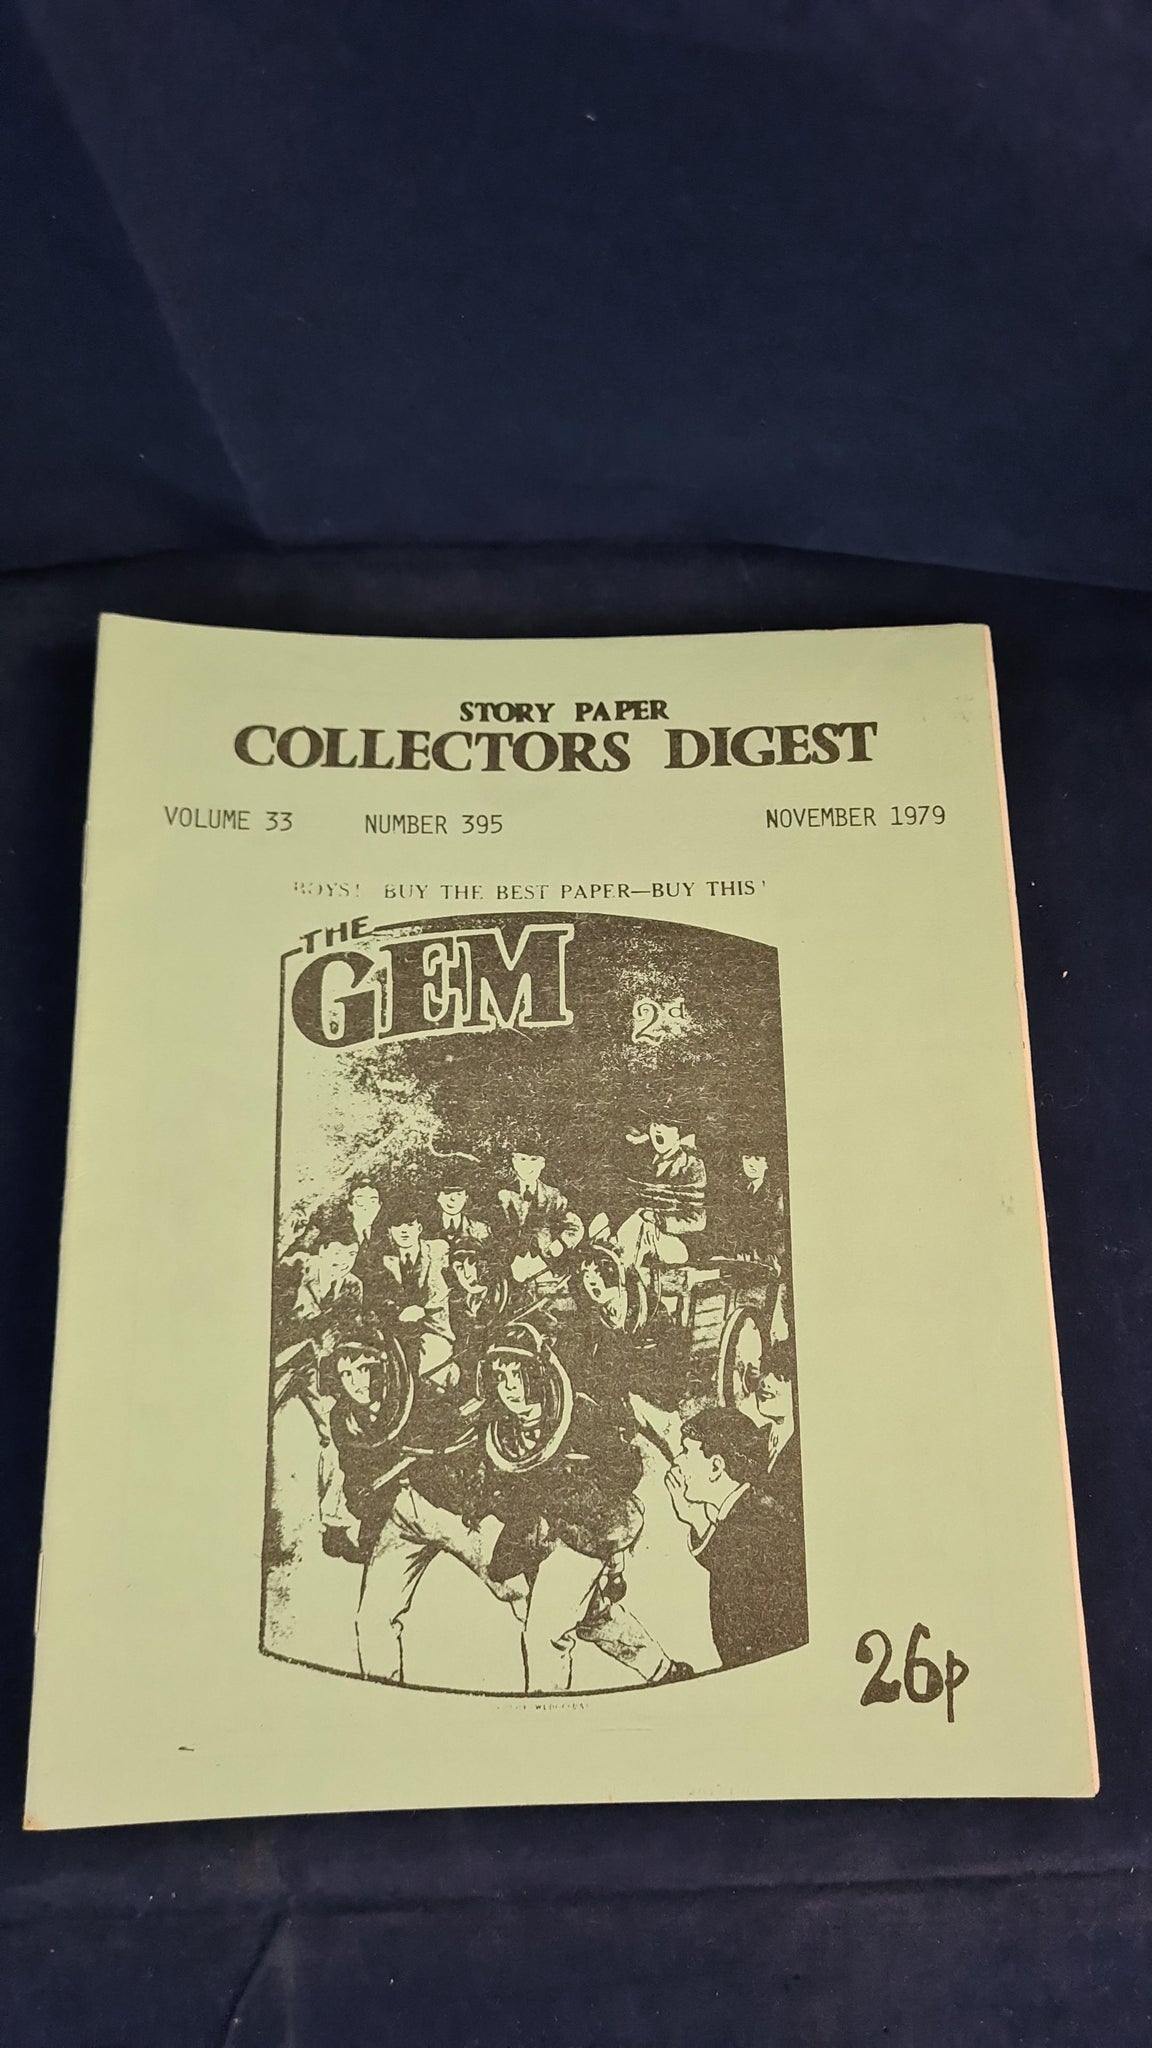 STORY PAPER
COLLECTORS DIGEST
VOLUME 33 NUMBER 395 NOVEMBER 1979
BOYS! BUY THE BEST PAPER—BUY THIS!
THE
GEM
2d
26p